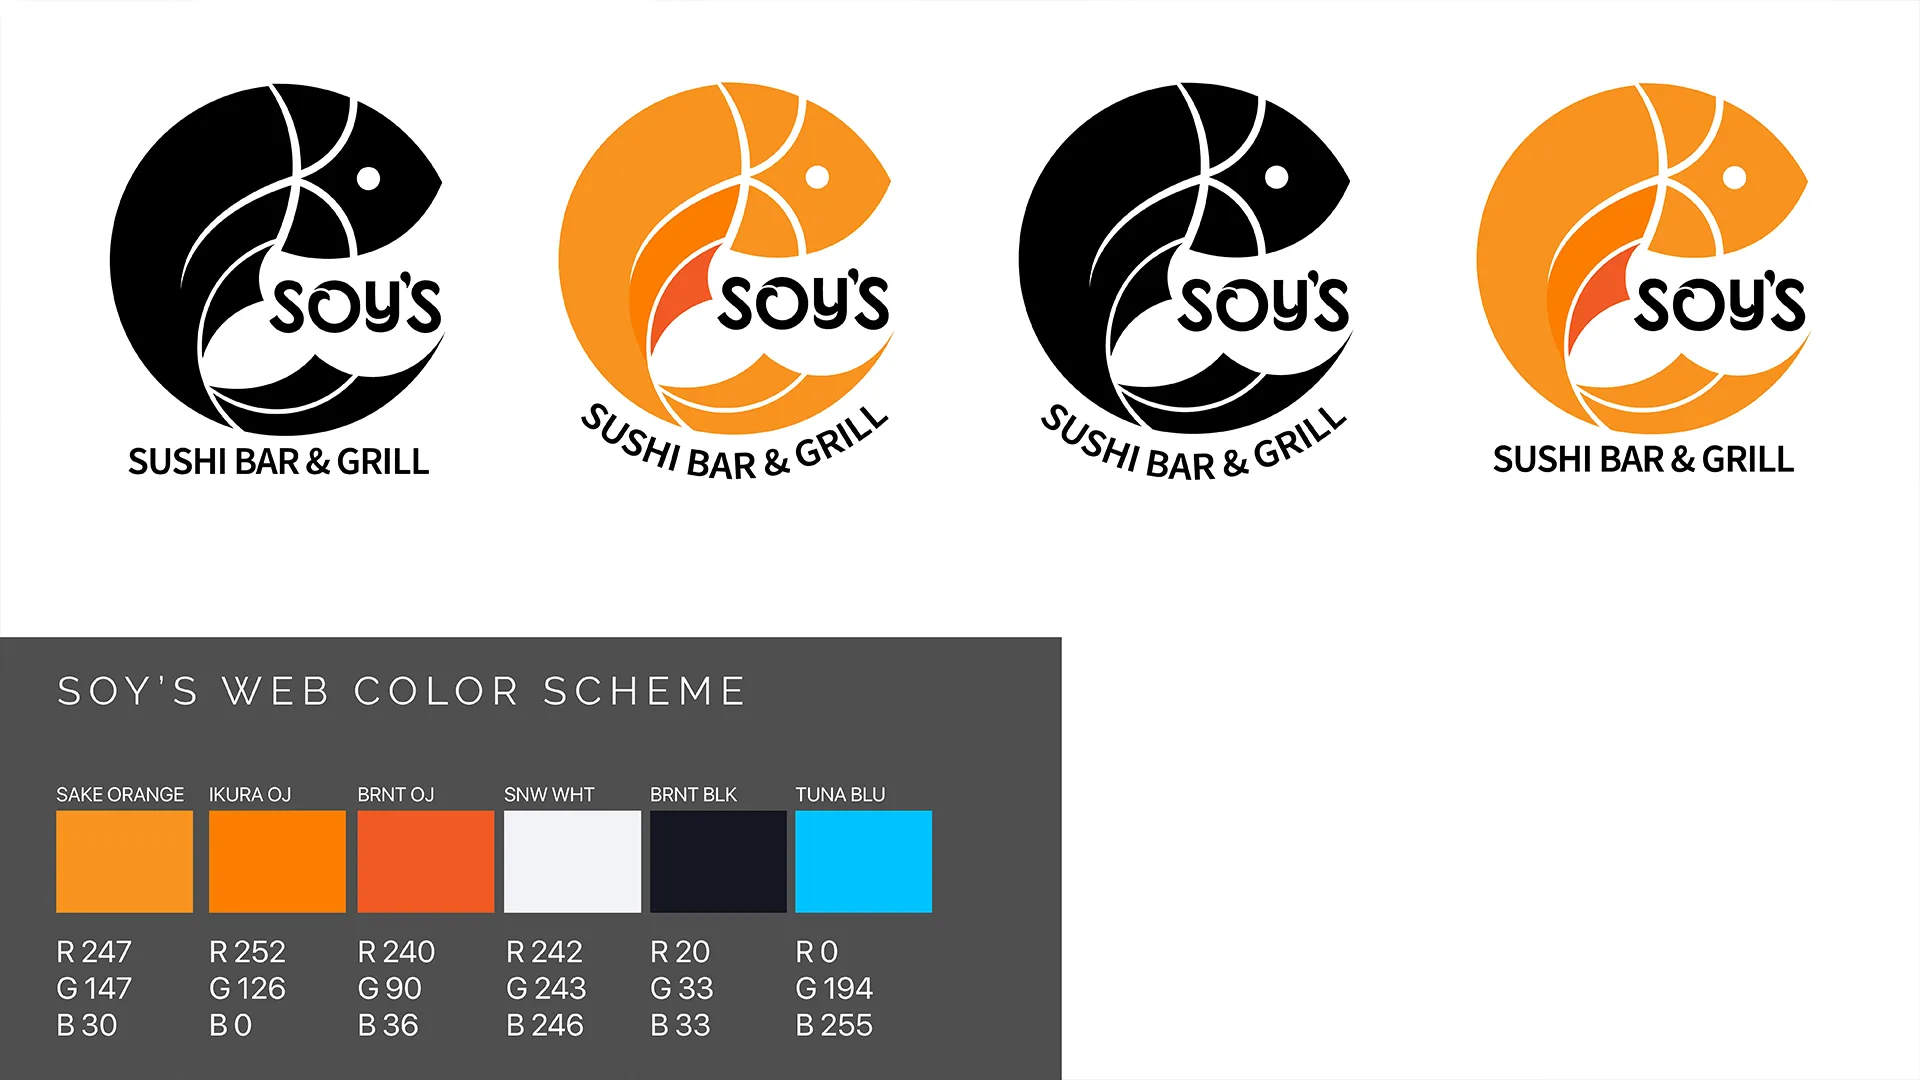 SOY'S
SUSHI BAR & GRILL
SOY'S
SUSHI BAR & GRILL
SOY'S
SUSHI BAR & GRILL
SOY'S
SUSHI BAR & GRILL
SOY'S WEB COLOR SCHEME
SAKE ORANGE IKURA OJ BRNT OJ SNW WHT BRNT BLK TUNA BLU
R 247 R 252 R 240 R 242 R 20 R 0
G 147 G 126 G 90 G 243 G 33 G 194
B 30 B 0 B 36 B 246 B 33 B 255